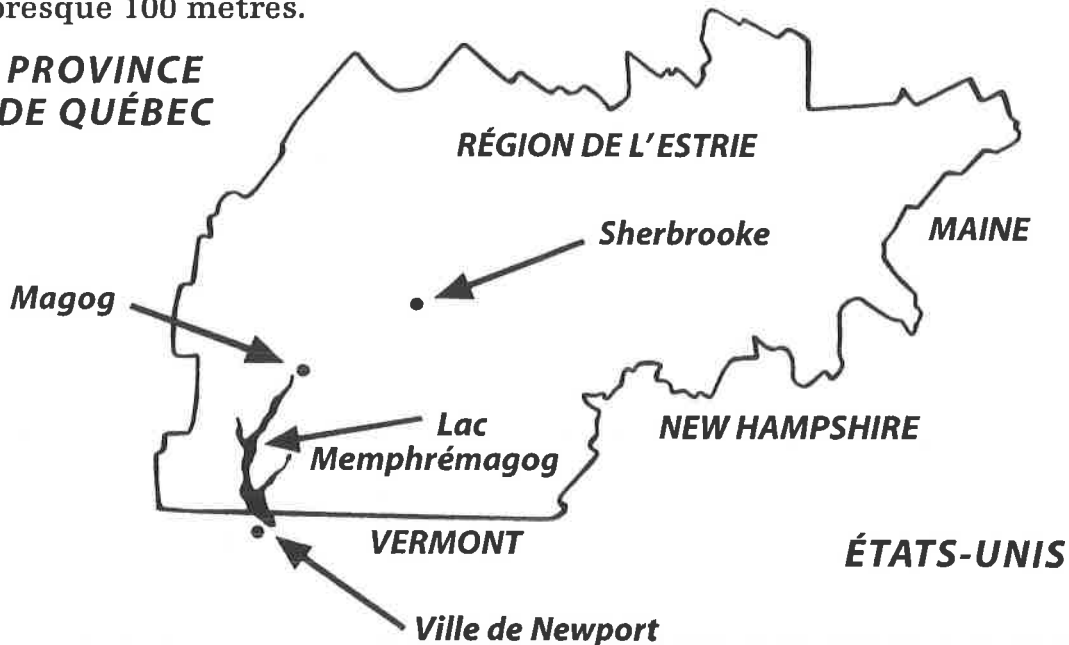 presque 100 mètres.
PROVINCE
DE QUÉBEC
RÉGION DE L'ESTRIE
Sherbrooke
MAINE
Magog
Lac
Memphrémagog
NEW HAMPSHIRE
VERMONT
ÉTATS-UNIS
Ville de Newport